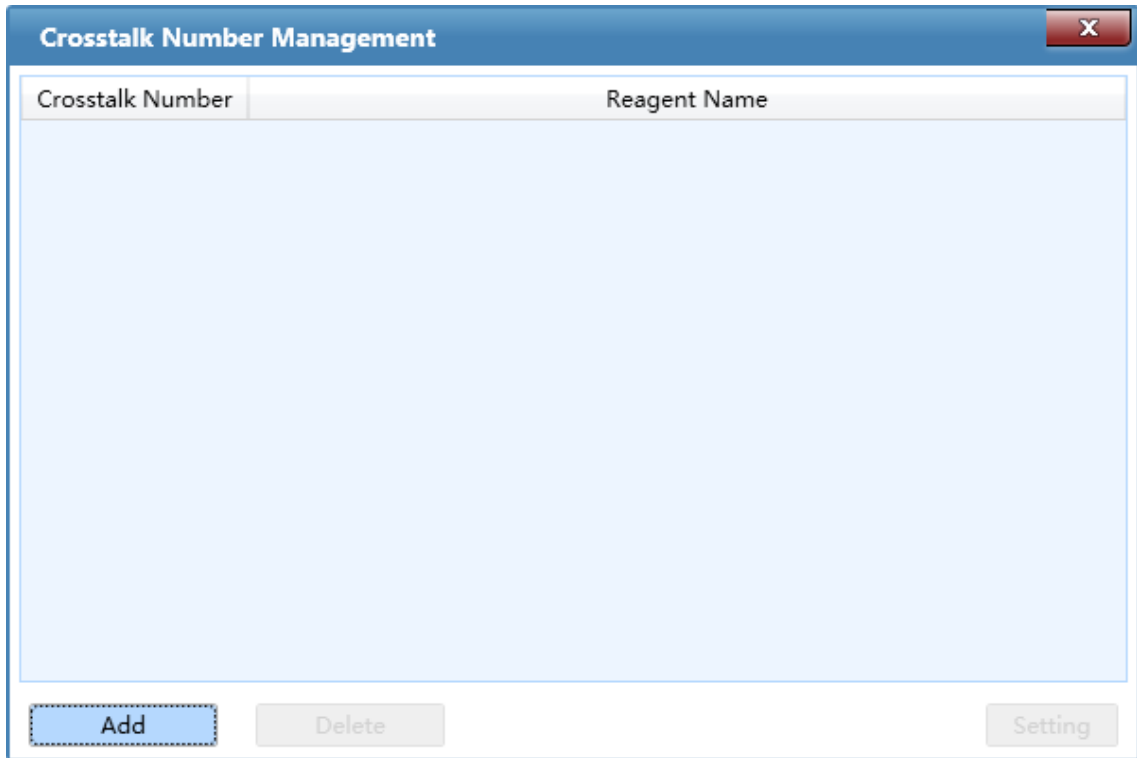 Crosstalk Number Management
x
Crosstalk Number Reagent Name
Add Delete Setting